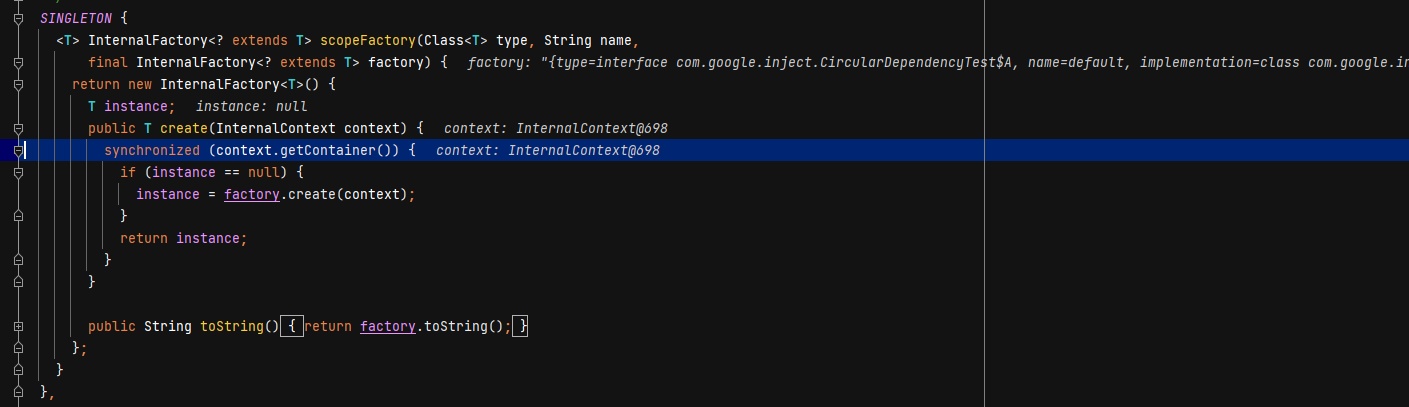 SINGLETON {
<T> InternalFactory<? extends T> scopeFactory(Class<T> type, String name,
final InternalFactory<? extends T> factory) { factory: "{type=interface com.google.inject.CircularDependencyTest$A, name=default, implementation=class com.google.in
return new InternalFactory<T>() {
T instance; instance: null
public T create(InternalContext context) { context: InternalContext@698
synchronized (context.getContainer()) { context: InternalContext@698
if (instance == null) {
instance = factory.create(context);
}
return instance;
}
}
public String toString() { return factory.toString(); }
};
}
},